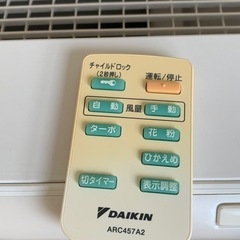 チャイルドロック
(2秒押し)
運転/停止
自動 風量 手動
ターボ 花粉
ひかえめ
切タイマー 表示調整
DAIKIN
ARC457A2